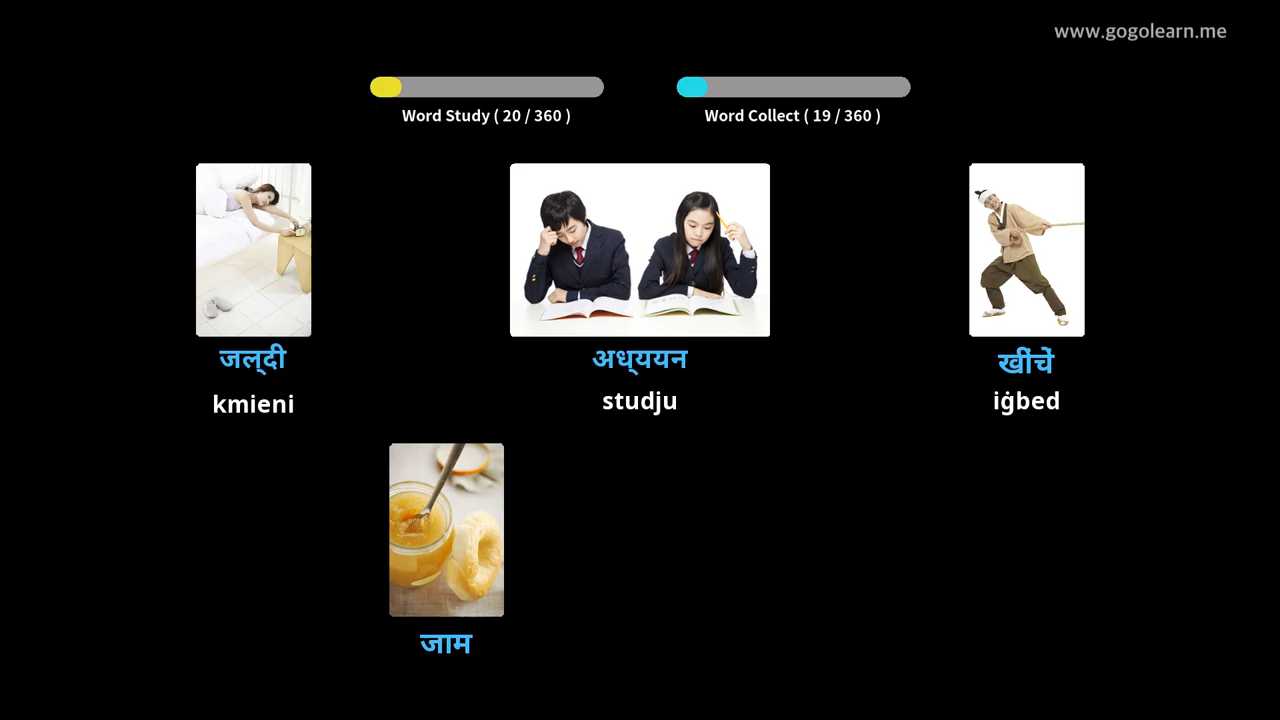 www.gogolearn.me
Word Study ( 20 / 360 )
Word Collect ( 19 / 360 )
जल्दी
अध्ययन
खींचें
kmieni
studju
iġbed
जाम